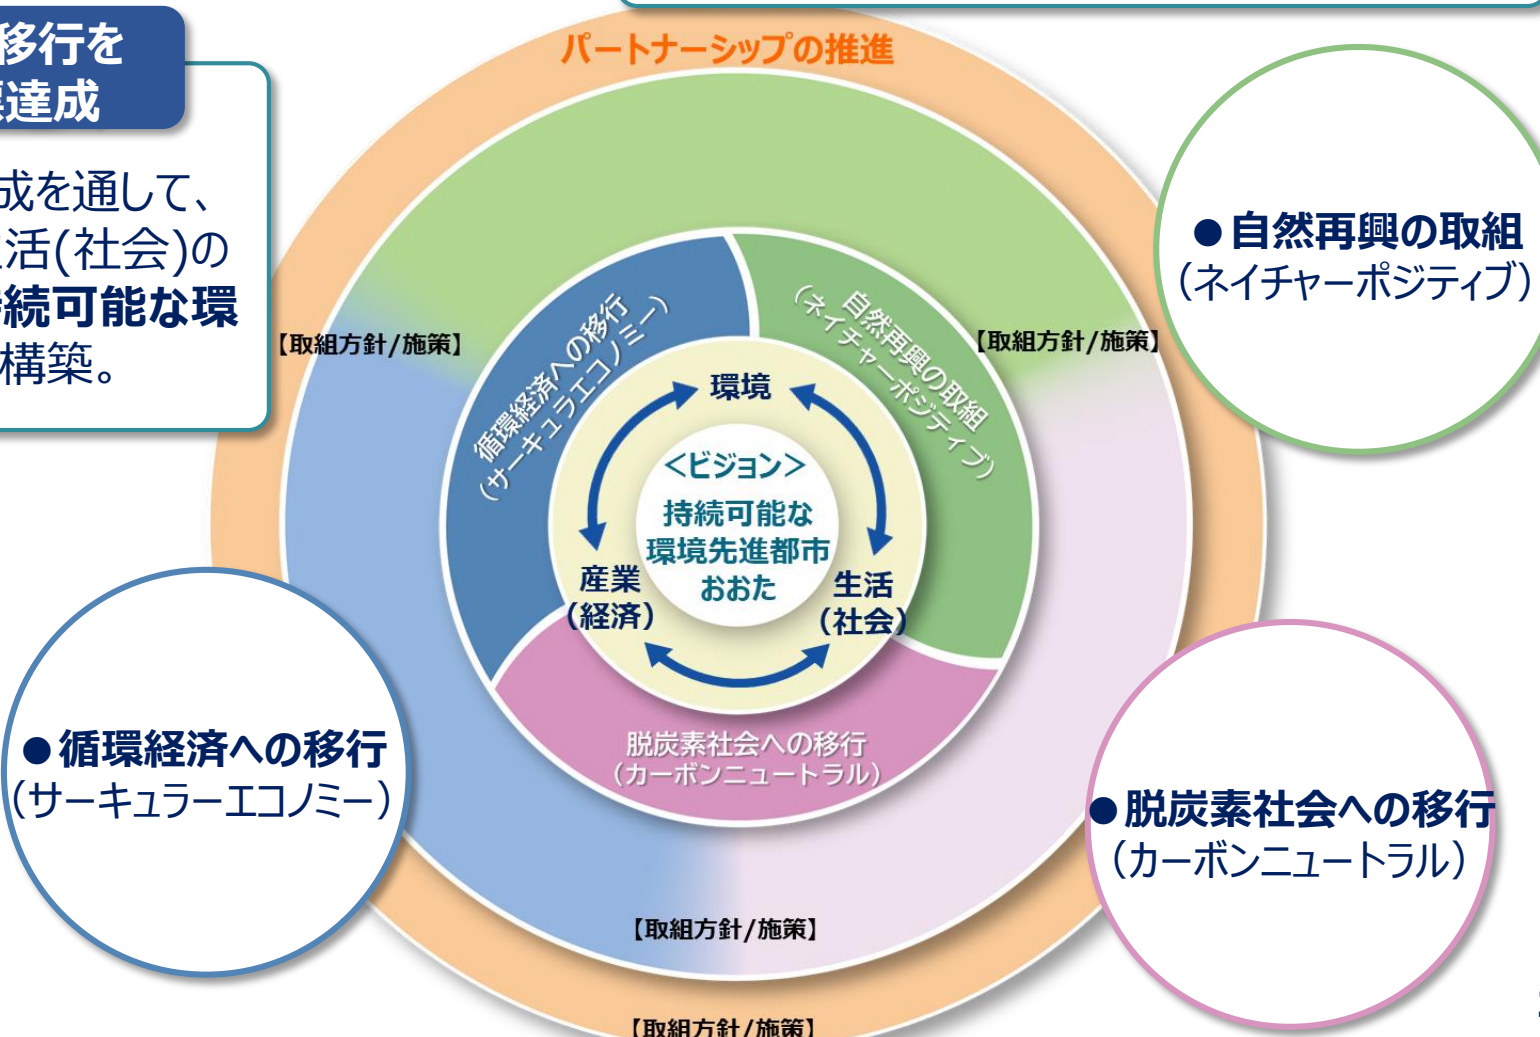 移行を
達成
成を通して、
活(社会)の
続可能な環
構築。
パートナーシップの推進
●自然再興の取組
（ネイチャーポジティブ）
【取組方針/施策】
【取組方針/施策】
循環経済への移行
（サーキュラエコノミー）
自然再興の取組
（ネイチャーポジティブ）
環境
＜ビジョン＞
持続可能な
環境先進都市
おおた
産業
（経済）
生活
（社会）
脱炭素社会への移行
（カーボンニュートラル）
●循環経済への移行
（サーキュラーエコノミー）
●脱炭素社会への移行
（カーボンニュートラル）
【取組方針/施策】
【取組方針/施策】